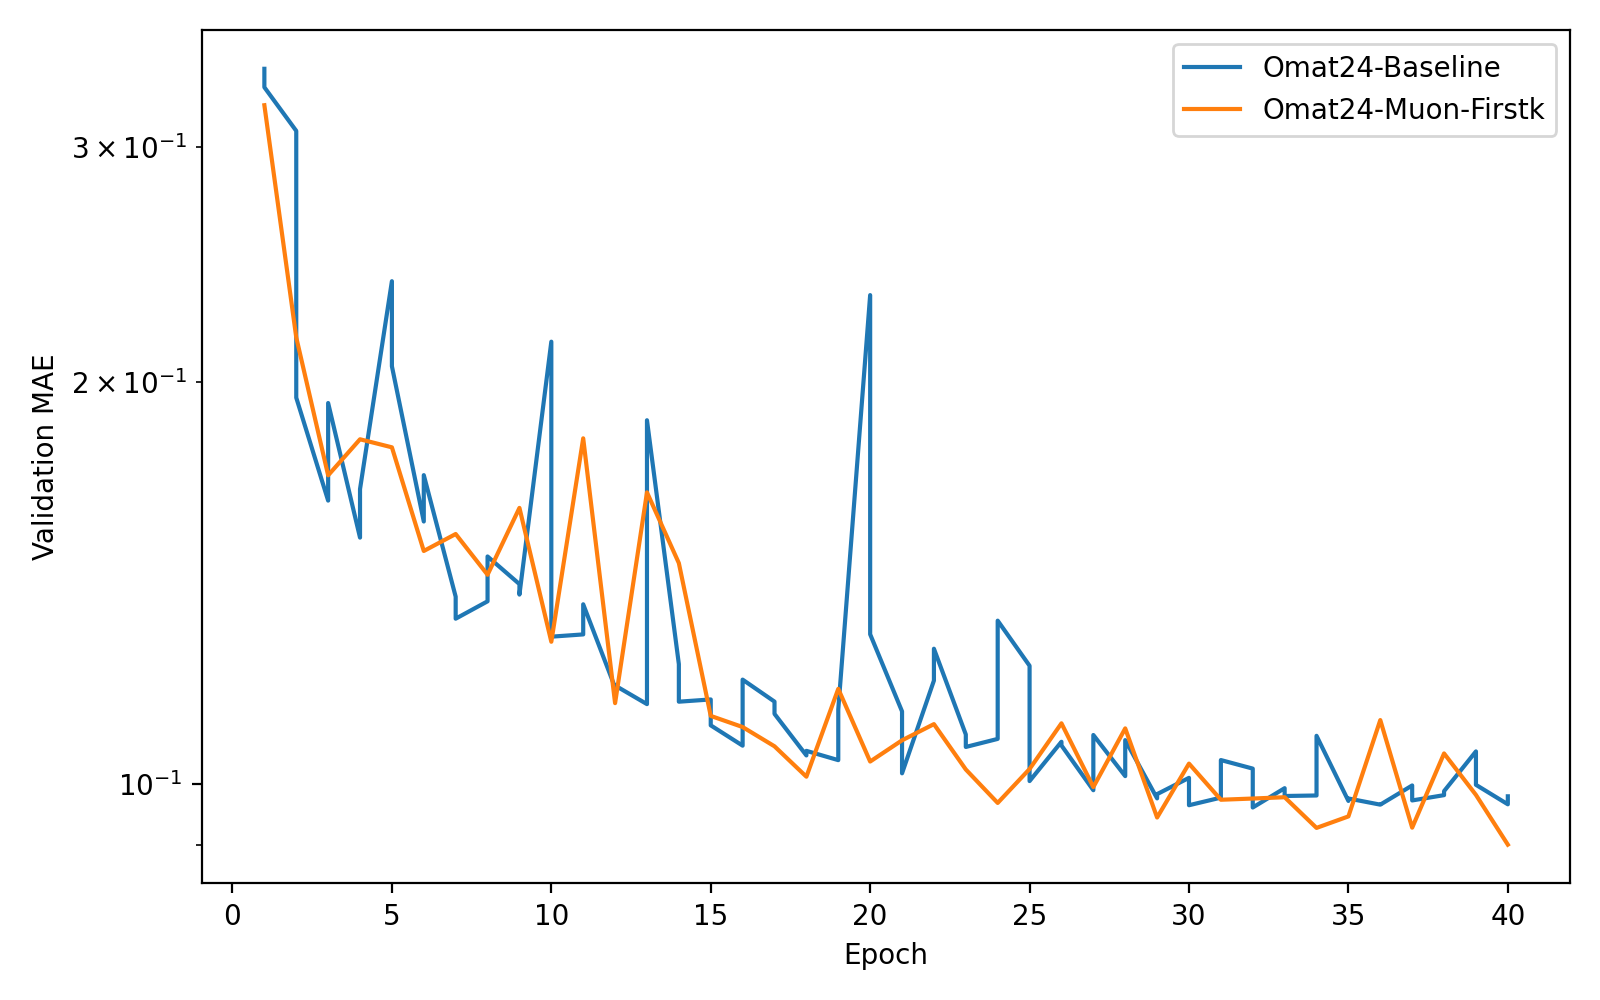 Omat24-Baseline
Omat24-Muon-Firstk
3 × 10⁻¹
2 × 10⁻¹
10⁻¹
Validation MAE
0 5 10 15 20 25 30 35 40
Epoch